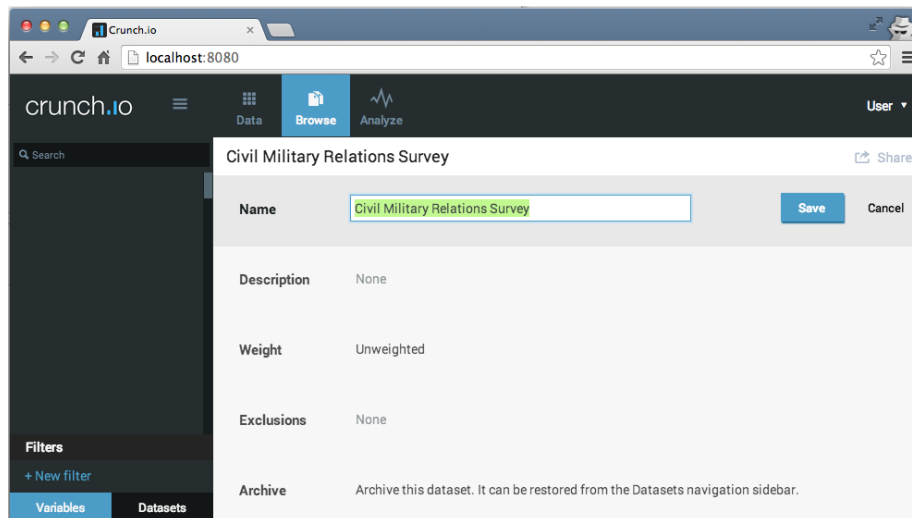 Crunch.io
localhost:8080
crunch.io
Data
Browse
Analyze
User
Search
Civil Military Relations Survey
Share
Name
Civil Military Relations Survey
Save
Cancel
Description
None
Weight
Unweighted
Exclusions
None
Filters
+ New filter
Archive
Archive this dataset. It can be restored from the Datasets navigation sidebar.
Variables
Datasets